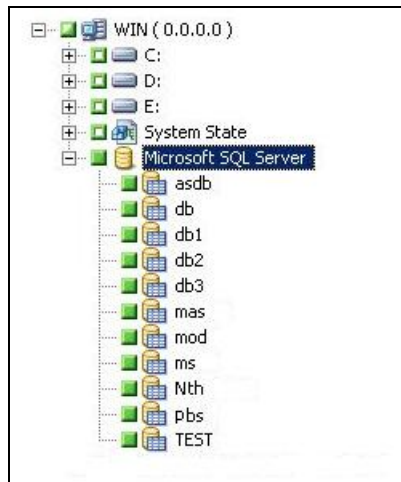 WIN ( 0.0.0.0 )
C:
D:
E:
System State
Microsoft SQL Server
asdb
db
db1
db2
db3
mas
mod
ms
Nth
pbs
TEST